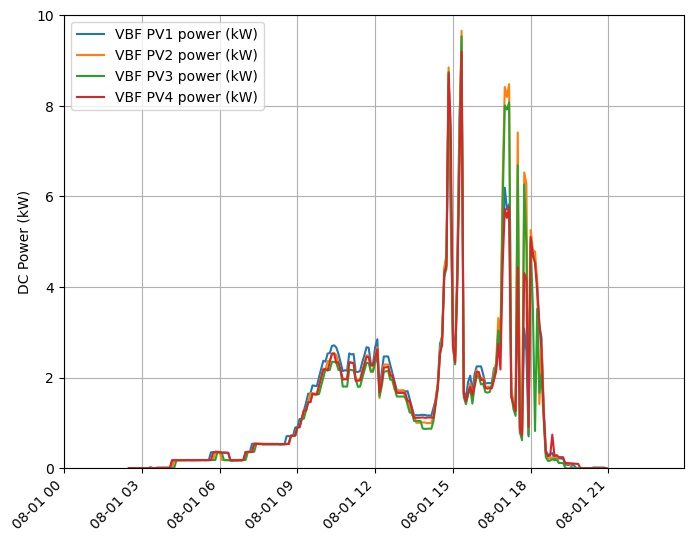 VBF PV1 power (kW)
VBF PV2 power (kW)
VBF PV3 power (kW)
VBF PV4 power (kW)
DC Power (kW)
10
8
6
4
2
0
08-01 00
08-01 03
08-01 06
08-01 09
08-01 12
08-01 15
08-01 18
08-01 21